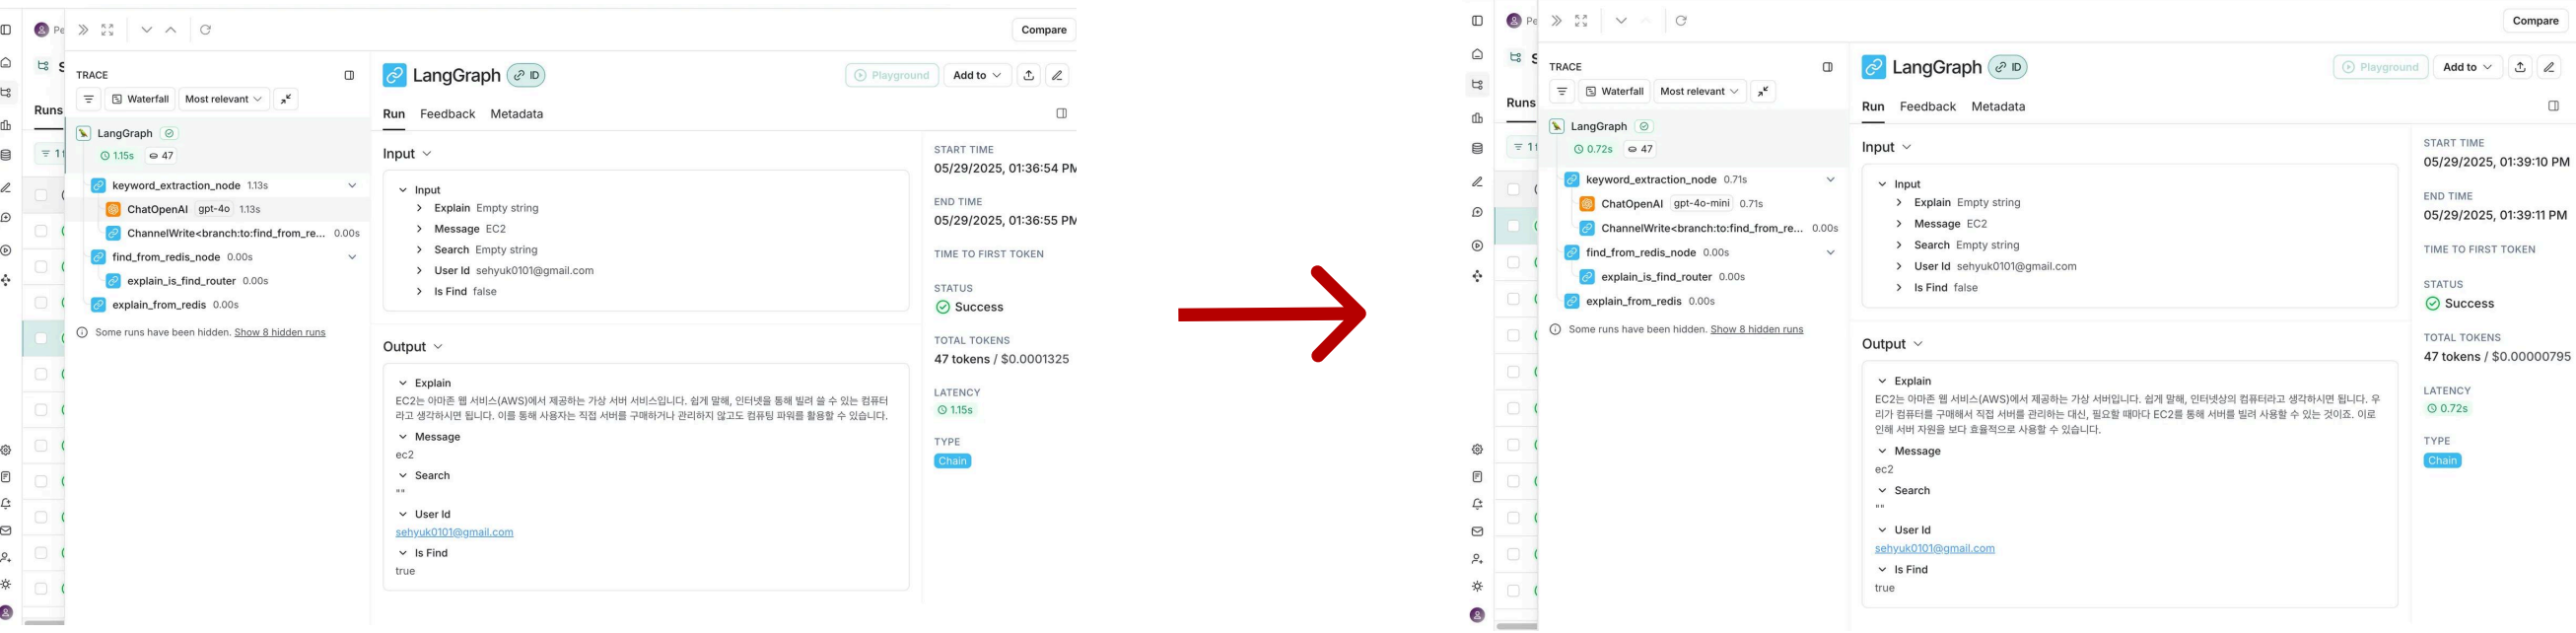 Pe
Compare
S
TRACE
LangGraph
ID
Playground
Add to
Waterfall
Most relevant
Runs
Run
Feedback
Metadata
LangGraph
1.15s
47
keyword_extraction_node 1.13s
ChatOpenAI gpt-4o 1.13s
ChannelWrite<branch:to:find_from_re... 0.00s
find_from_redis_node 0.00s
explain_is_find_router 0.00s
explain_from_redis 0.00s
Some runs have been hidden. Show 8 hidden runs
Input
Input
Explain Empty string
Message EC2
Search Empty string
User Id sehyuk0101@gmail.com
Is Find false
Output
Explain
EC2는 아마존 웹 서비스(AWS)에서 제공하는 가상 서버 서비스입니다. 쉽게 말해, 인터넷을 통해 빌려 쓸 수 있는 컴퓨터
라고 생각하시면 됩니다. 이를 통해 사용자는 직접 서버를 구매하거나 관리하지 않고도 컴퓨팅 파워를 활용할 수 있습니다.
Message
ec2
Search
""
User Id
sehyuk0101@gmail.com
Is Find
true
START TIME
05/29/2025, 01:36:54 PM
END TIME
05/29/2025, 01:36:55 PM
TIME TO FIRST TOKEN
STATUS
Success
TOTAL TOKENS
47 tokens / $0.0001325
LATENCY
1.15s
TYPE
Chain
Pe
Compare
S
TRACE
LangGraph
ID
Playground
Add to
Waterfall
Most relevant
Runs
Run
Feedback
Metadata
LangGraph
0.72s
47
keyword_extraction_node 0.71s
ChatOpenAI gpt-4o-mini 0.71s
ChannelWrite<branch:to:find_from_re... 0.00s
find_from_redis_node 0.00s
explain_is_find_router 0.00s
explain_from_redis 0.00s
Some runs have been hidden. Show 8 hidden runs
Input
Input
Explain Empty string
Message EC2
Search Empty string
User Id sehyuk0101@gmail.com
Is Find false
Output
Explain
EC2는 아마존 웹 서비스(AWS)에서 제공하는 가상 서버입니다. 쉽게 말해, 인터넷상의 컴퓨터라고 생각하시면 됩니다. 우
리가 컴퓨터를 구매해서 직접 서버를 관리하는 대신, 필요할 때마다 EC2를 통해 서버를 빌려 사용할 수 있는 것이죠. 이로
인해 서버 자원을 보다 효율적으로 사용할 수 있습니다.
Message
ec2
Search
""
User Id
sehyuk0101@gmail.com
Is Find
true
START TIME
05/29/2025, 01:39:10 PM
END TIME
05/29/2025, 01:39:11 PM
TIME TO FIRST TOKEN
STATUS
Success
TOTAL TOKENS
47 tokens / $0.00000795
LATENCY
0.72s
TYPE
Chain